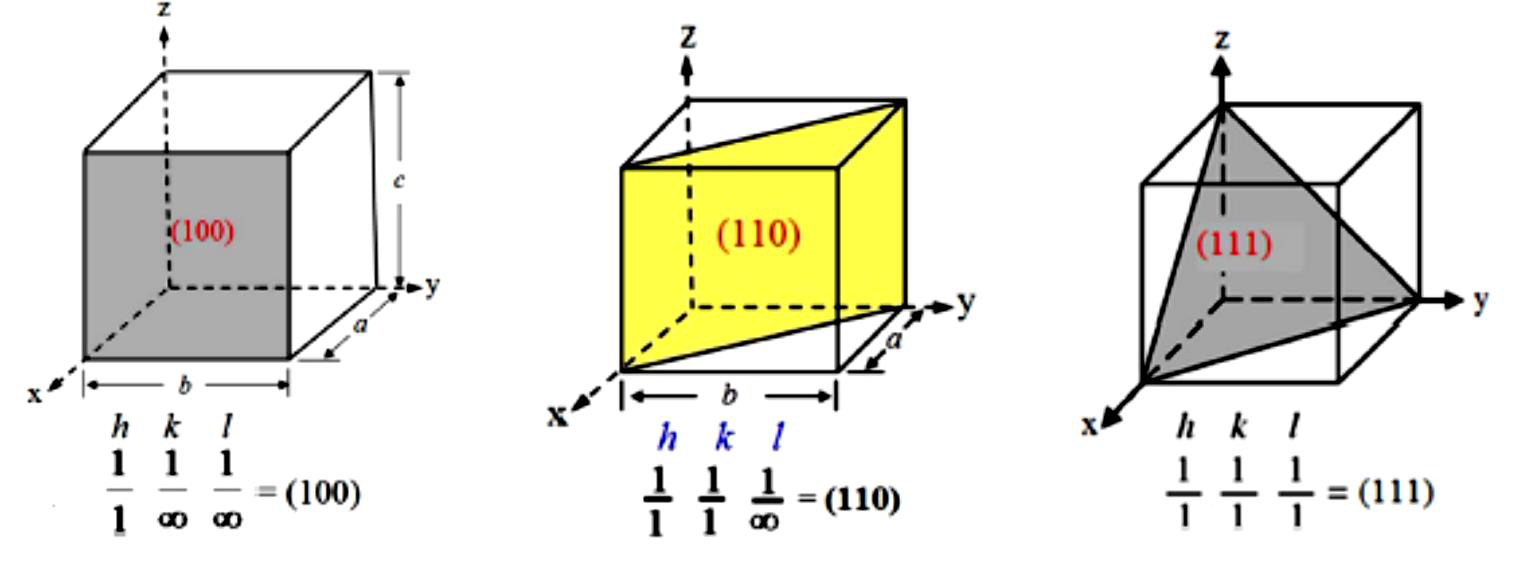 z
c
(100)
y
a
x
b
h k l
1 1 1
1 ∞ ∞
= (100)
z
(110)
y
a
x
b
h k l
1 1 1
1 1 ∞
= (110)
z
(111)
y
x
h k l
1 1 1
1 1 1
= (111)